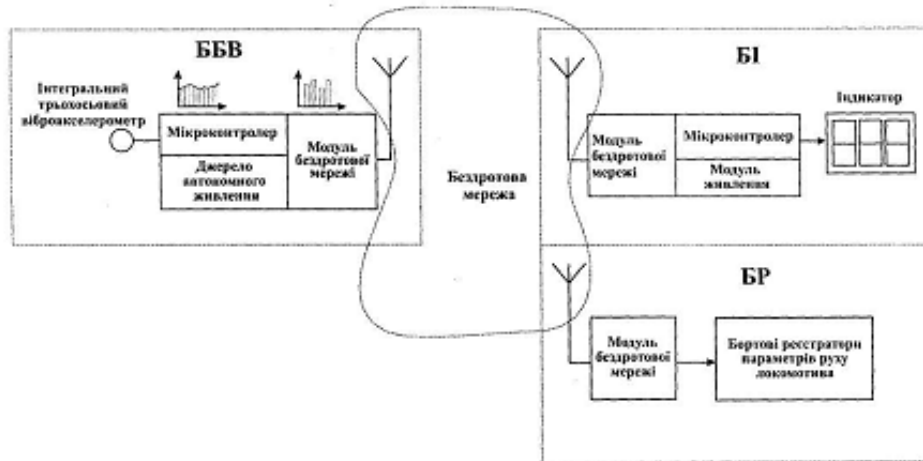 ББВ
Інтегральний
трьохосьовий
віброакселерометр
Мікроконтролер
Джерело
автономного
живлення
Модуль
бездротової
мережі
Бездротова
мережа
БІ
Модуль
бездротової
мережі
Мікроконтролер
Модуль
живлення
Індикатор
БР
Модуль
бездротової
мережі
Бортові реєстратори
параметрів руху
локомотива